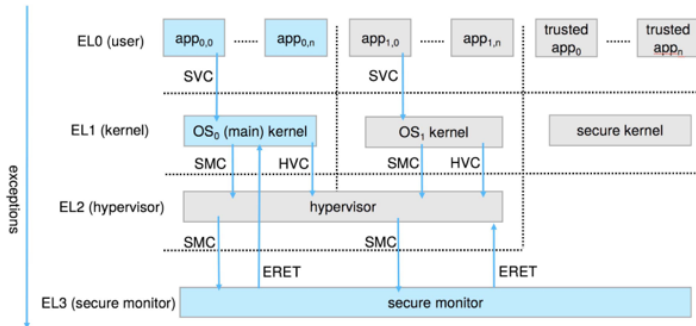 EL0 (user)
app0,0
........
app0,n
app1,0
........
app1,n
trusted
app0
........
trusted
appn
SVC
SVC
EL1 (kernel)
OS0 (main) kernel
OS1 kernel
secure kernel
SMC
HVC
SMC
HVC
exceptions
EL2 (hypervisor)
hypervisor
SMC
SMC
ERET
ERET
EL3 (secure monitor)
secure monitor